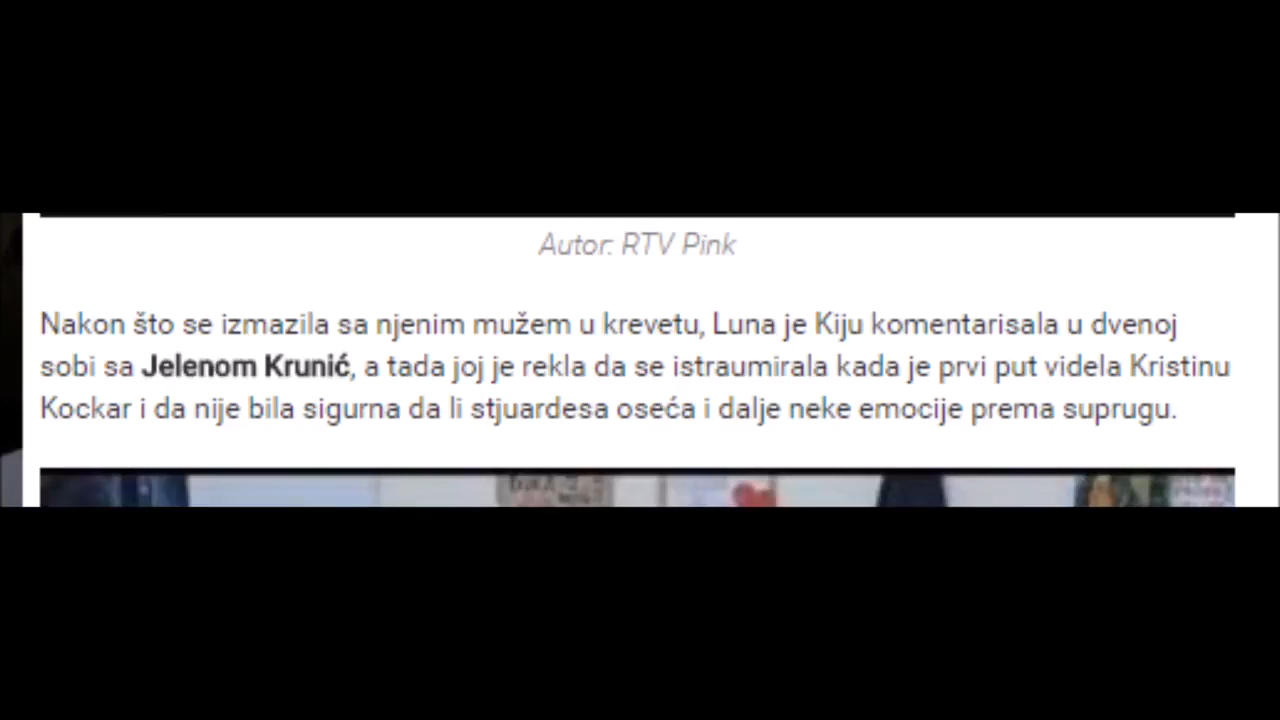 Autor: RTV Pink
Nakon što se izmazila sa njenim mužem u krevetu, Luna je Kiju komentarisala u dvenoj
sobi sa Jelenom Krunić, a tada joj je rekla da se istraumirala kada je prvi put videla Kristinu
Kockar i da nije bila sigurna da li stjuardesa oseća i dalje neke emocije prema suprugu.